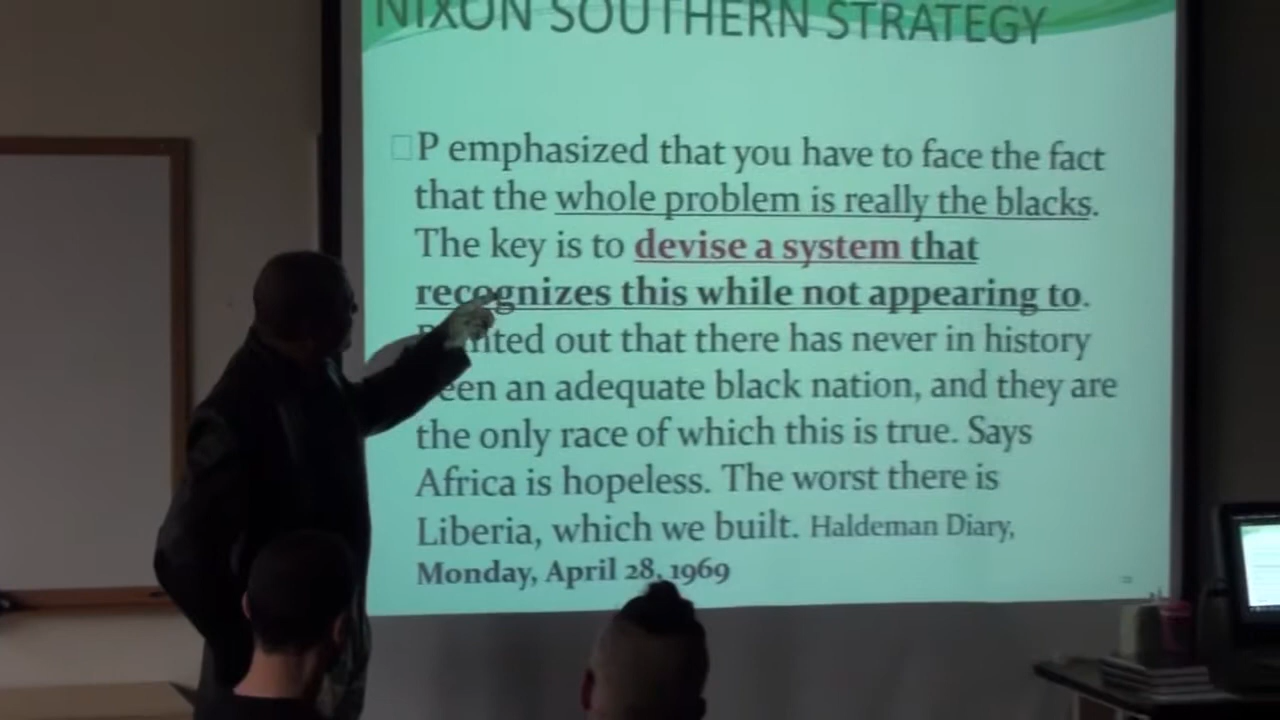 NIXON SOUTHERN STRATEGY
P emphasized that you have to face the fact
that the whole problem is really the blacks.
The key is to devise a system that
recognizes this while not appearing to.
out that there has never in history
an adequate black nation, and they are
the only race of which this is true. Says
Africa is hopeless. The worst there is
Liberia, which we built. Haldeman Diary,
Monday, April 28, 1969